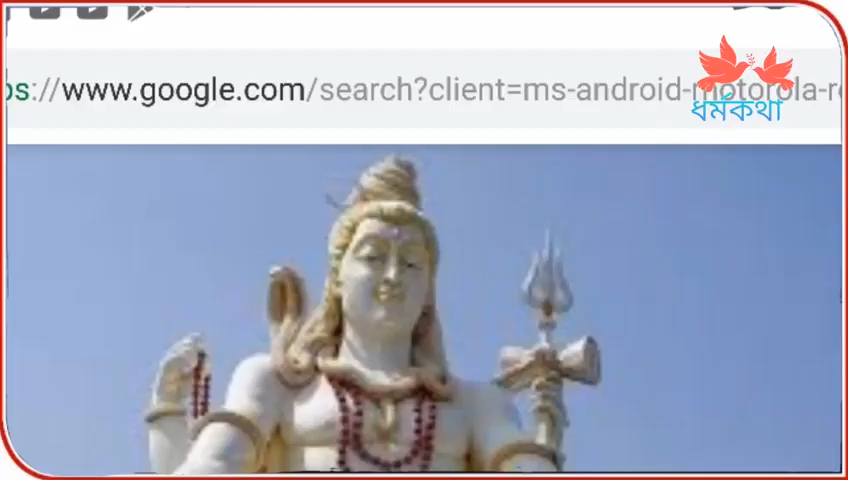 ://www.google.com/search?client=ms-android-motorola-r
ধর্মকথা